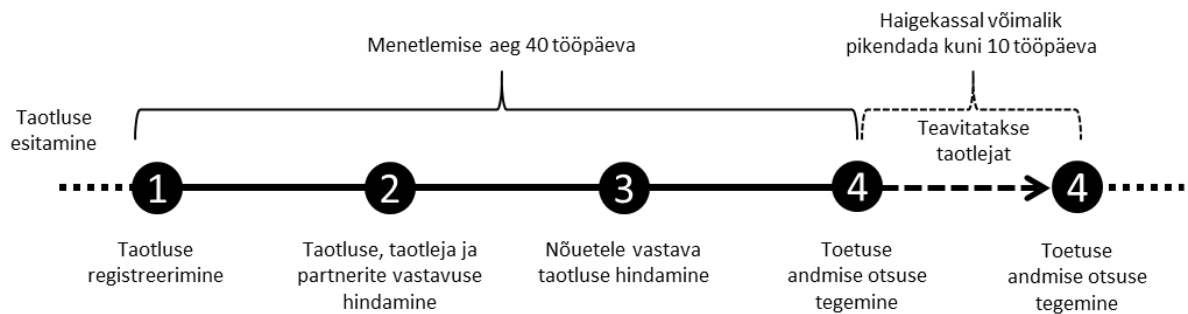 Haigekassal võimalik
pikendada kuni 10 tööpäeva
Menetlemise aeg 40 tööpäeva
Taotluse
esitamine
Teavitatakse
taotlejat
1
2
3
4
4
Taotluse
registreerimine
Taotluse, taotleja ja
partnerite vastavuse
hindamine
Nõuetele vastava
taotluse hindamine
Toetuse
andmise otsuse
tegemine
Toetuse
andmise otsuse
tegemine